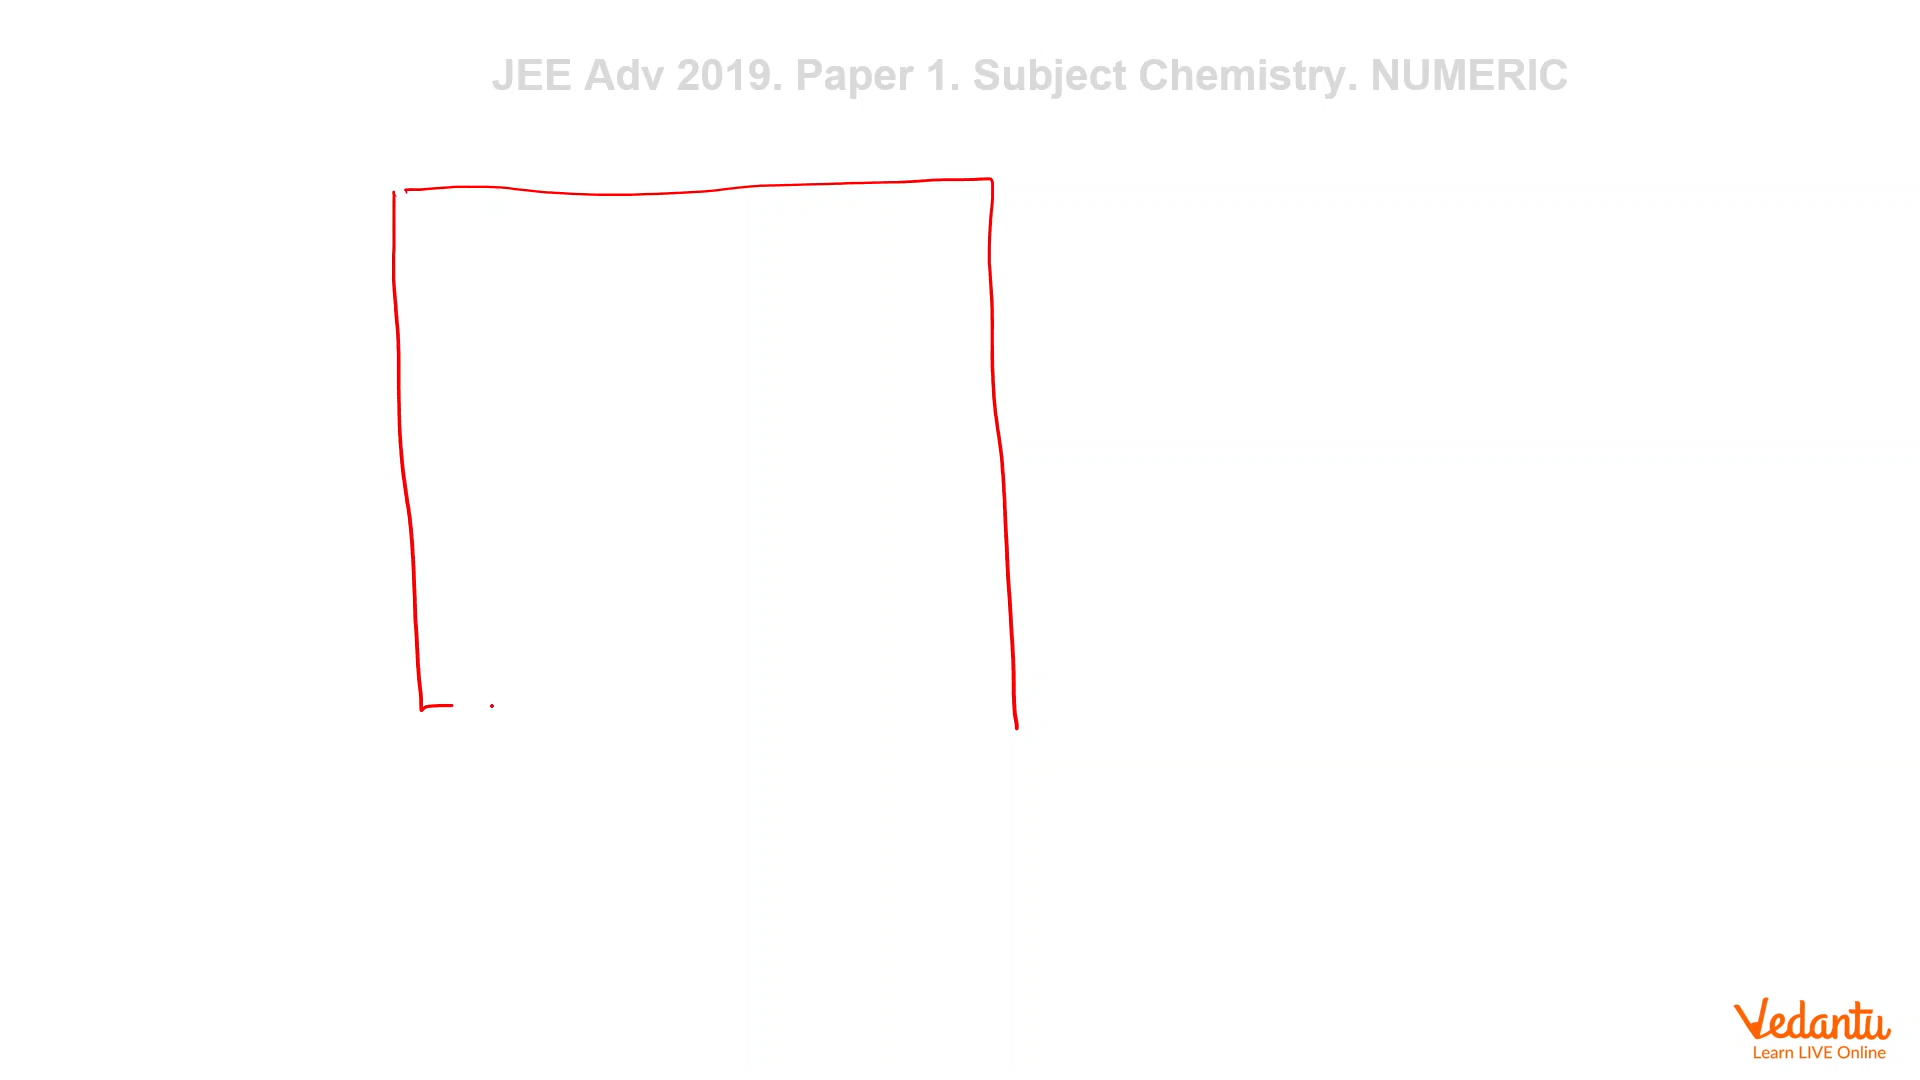 JEE Adv 2019. Paper 1. Subject Chemistry. NUMERIC
Vedantu
Learn LIVE Online